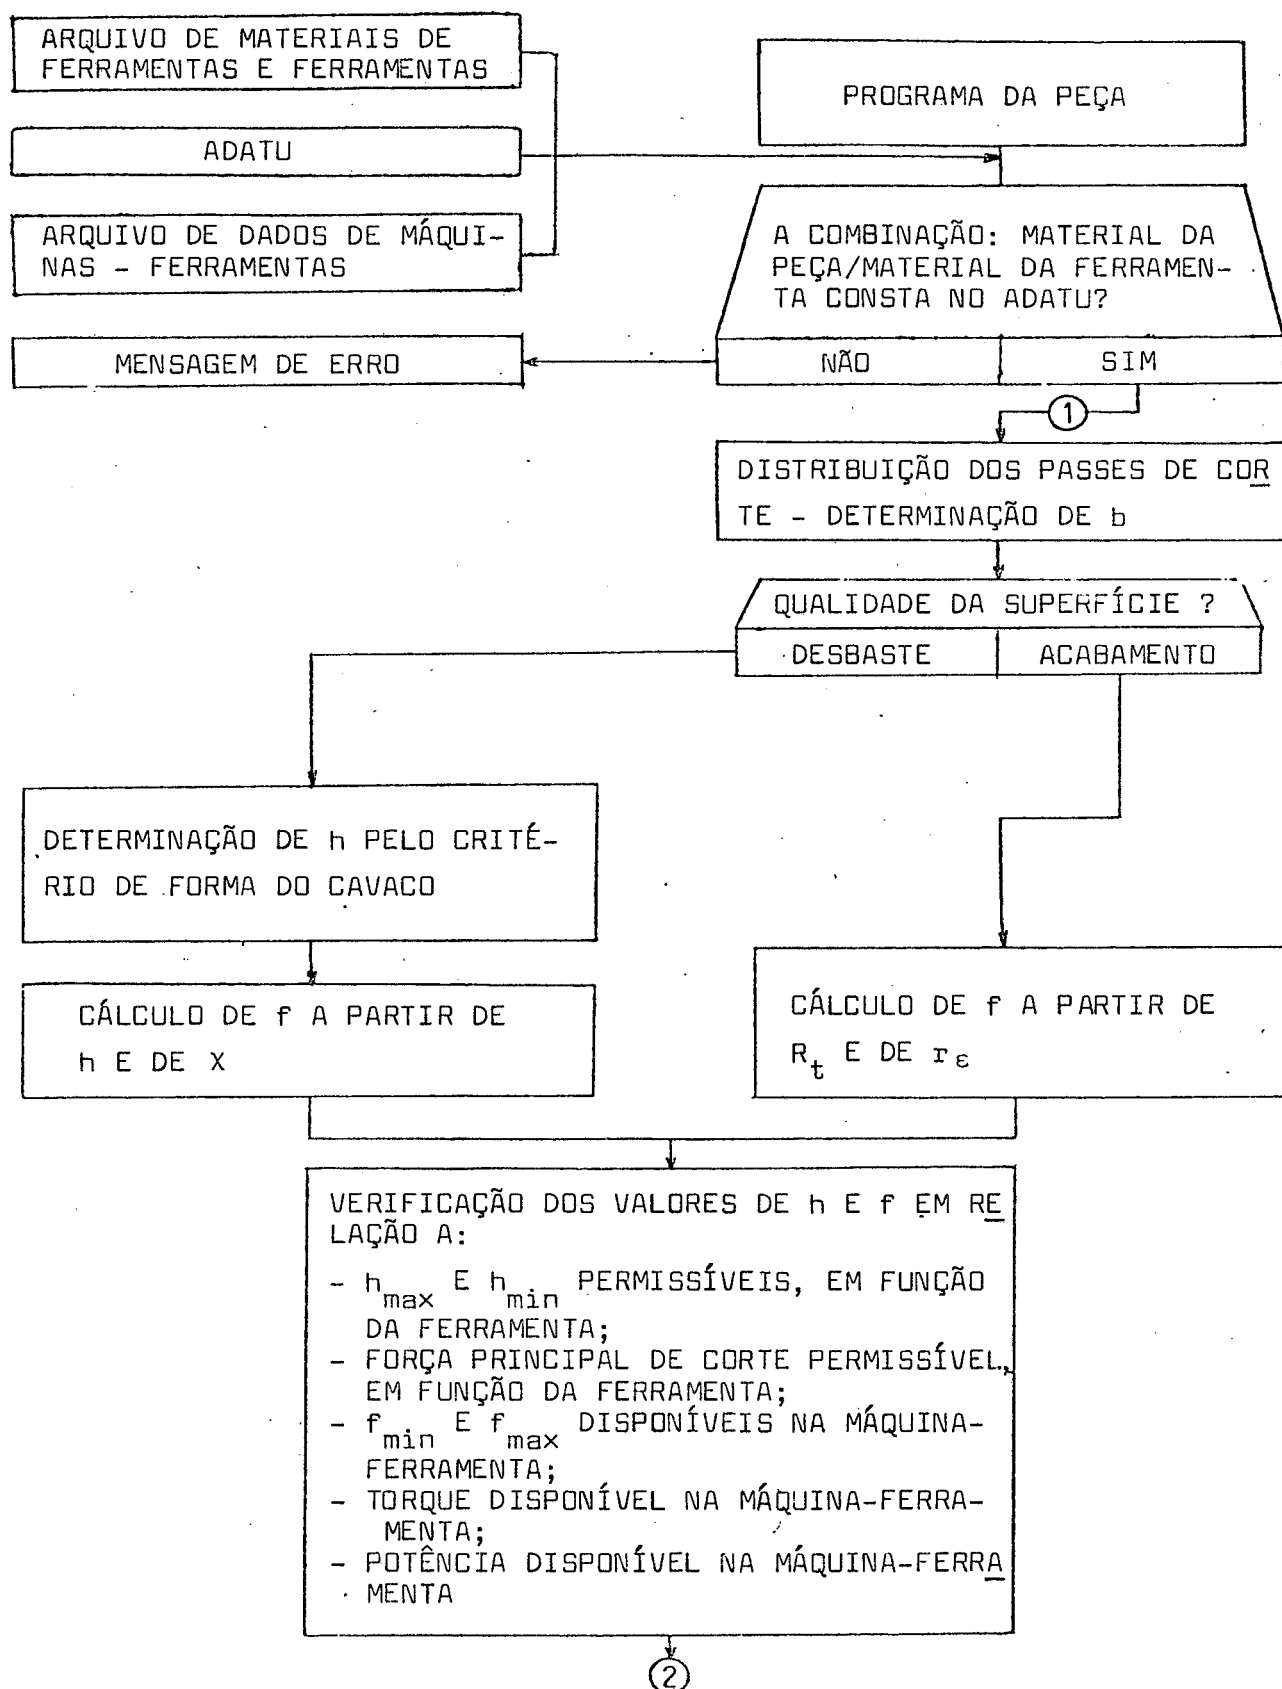 ARQUIVO DE MATERIAIS DE
FERRAMENTAS E FERRAMENTAS
PROGRAMA DA PEÇA
ADATU
ARQUIVO DE DADOS DE MÁQUI-
NAS - FERRAMENTAS
A COMBINAÇÃO: MATERIAL DA
PEÇA/MATERIAL DA FERRAMEN-
TA CONSTA NO ADATU?
MENSAGEM DE ERRO
NÃO
SIM
1
DISTRIBUIÇÃO DOS PASSES DE COR
TE - DETERMINAÇÃO DE b
QUALIDADE DA SUPERFÍCIE ?
DESBASTE
ACABAMENTO
DETERMINAÇÃO DE h PELO CRITÉ-
RIO DE FORMA DO CAVACO
CÁLCULO DE f A PARTIR DE
h E DE X
CÁLCULO DE f A PARTIR DE
Rt E DE rε
VERIFICAÇÃO DOS VALORES DE h E f EM RE
LAÇÃO A:
- hmax E hmin PERMISSÍVEIS, EM FUNÇÃO
DA FERRAMENTA;
- FORÇA PRINCIPAL DE CORTE PERMISSÍVEL,
EM FUNÇÃO DA FERRAMENTA;
- fmin E fmax DISPONÍVEIS NA MÁQUINA-
FERRAMENTA;
- TORQUE DISPONÍVEL NA MÁQUINA-FERRA-
MENTA;
- POTÊNCIA DISPONÍVEL NA MÁQUINA-FERRA
MENTA
2